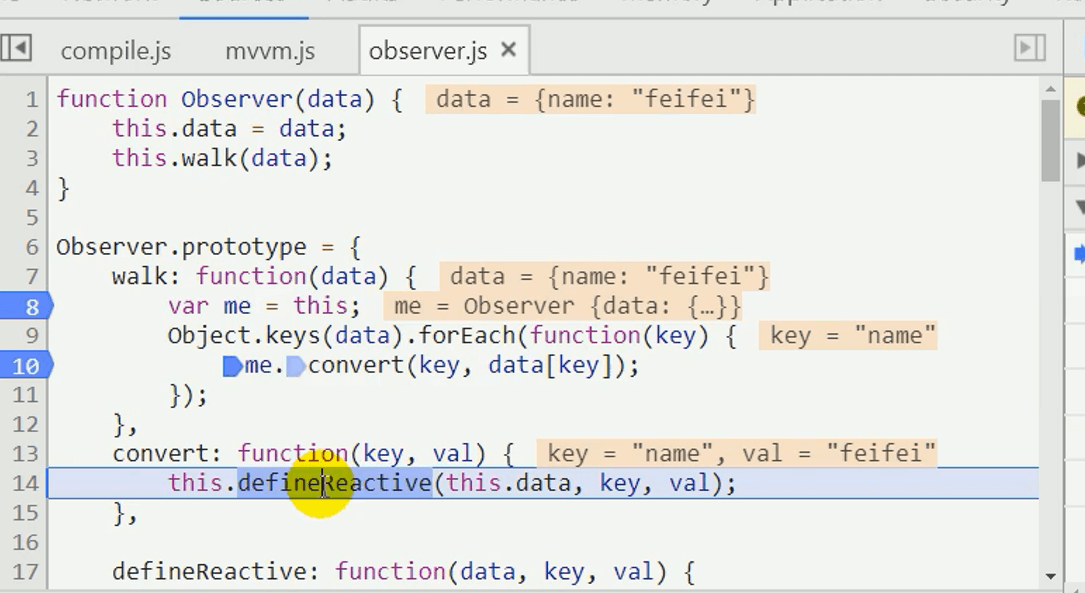 compile.js mvvm.js observer.js ×
1 function Observer(data) { data = {name: "feifei"}
2 this.data = data;
3 this.walk(data);
4 }
5
6 Observer.prototype = {
7 walk: function(data) { data = {name: "feifei"}
8 var me = this; me = Observer {data: {…}}
9 Object.keys(data).forEach(function(key) { key = "name"
10 me.convert(key, data[key]);
11 });
12 },
13 convert: function(key, val) { key = "name", val = "feifei"
14 this.defineReactive(this.data, key, val);
15 },
16
17 defineReactive: function(data, key, val) {